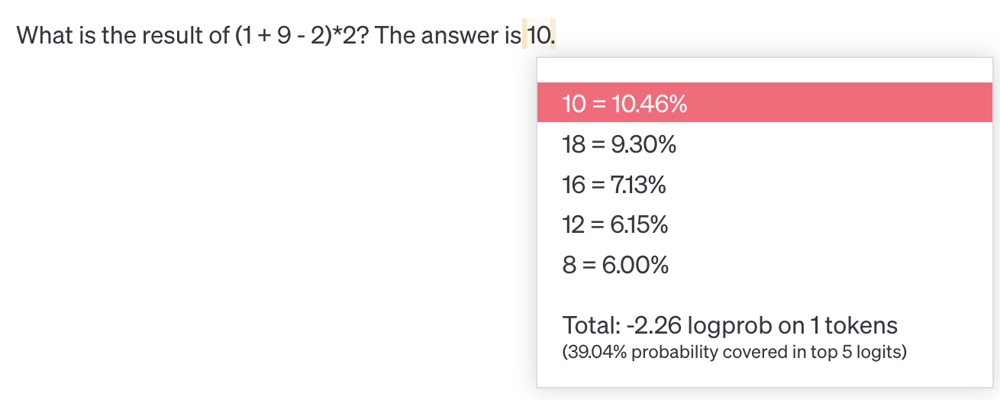 What is the result of (1 + 9 - 2)*2? The answer is 10.
10 = 10.46%
18 = 9.30%
16 = 7.13%
12 = 6.15%
8 = 6.00%
Total: -2.26 logprob on 1 tokens
(39.04% probability covered in top 5 logits)